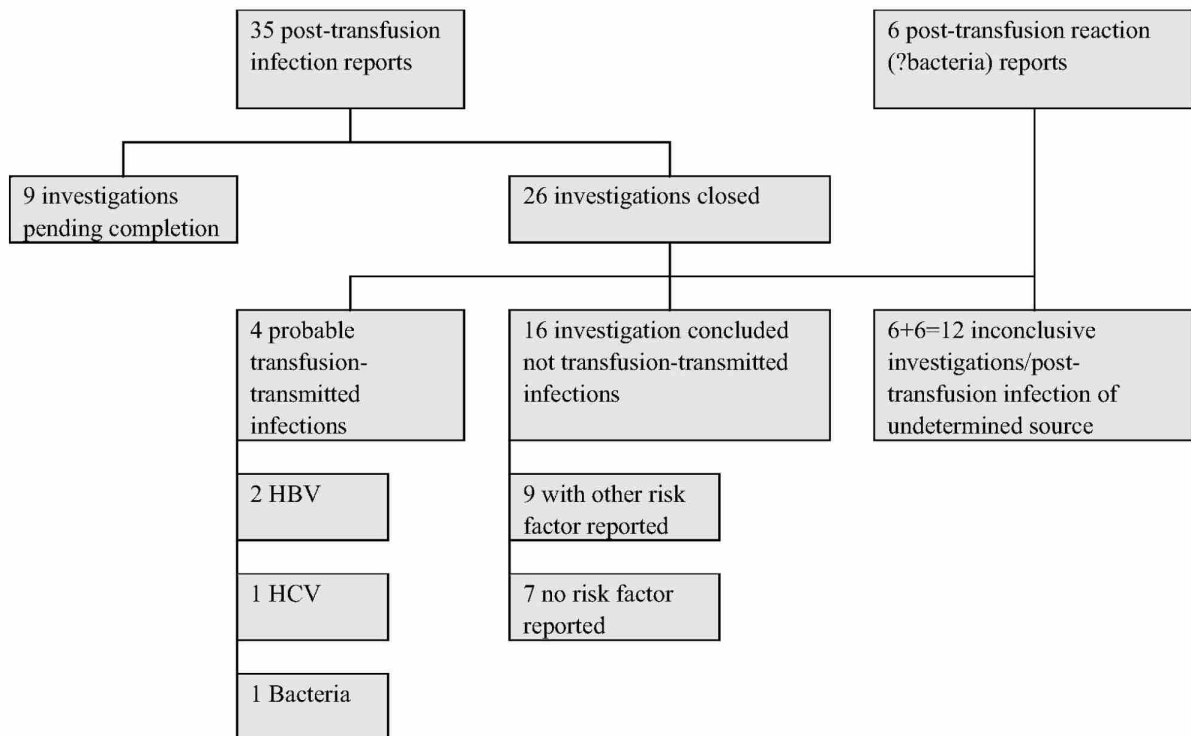 35 post-transfusion
infection reports
6 post-transfusion reaction
(?bacteria) reports
9 investigations
pending completion
26 investigations closed
4 probable
transfusion-
transmitted
infections
16 investigation concluded
not transfusion-transmitted
infections
6+6=12 inconclusive
investigations/post-
transfusion infection of
undetermined source
2 HBV
9 with other risk
factor reported
1 HCV
7 no risk factor
reported
1 Bacteria